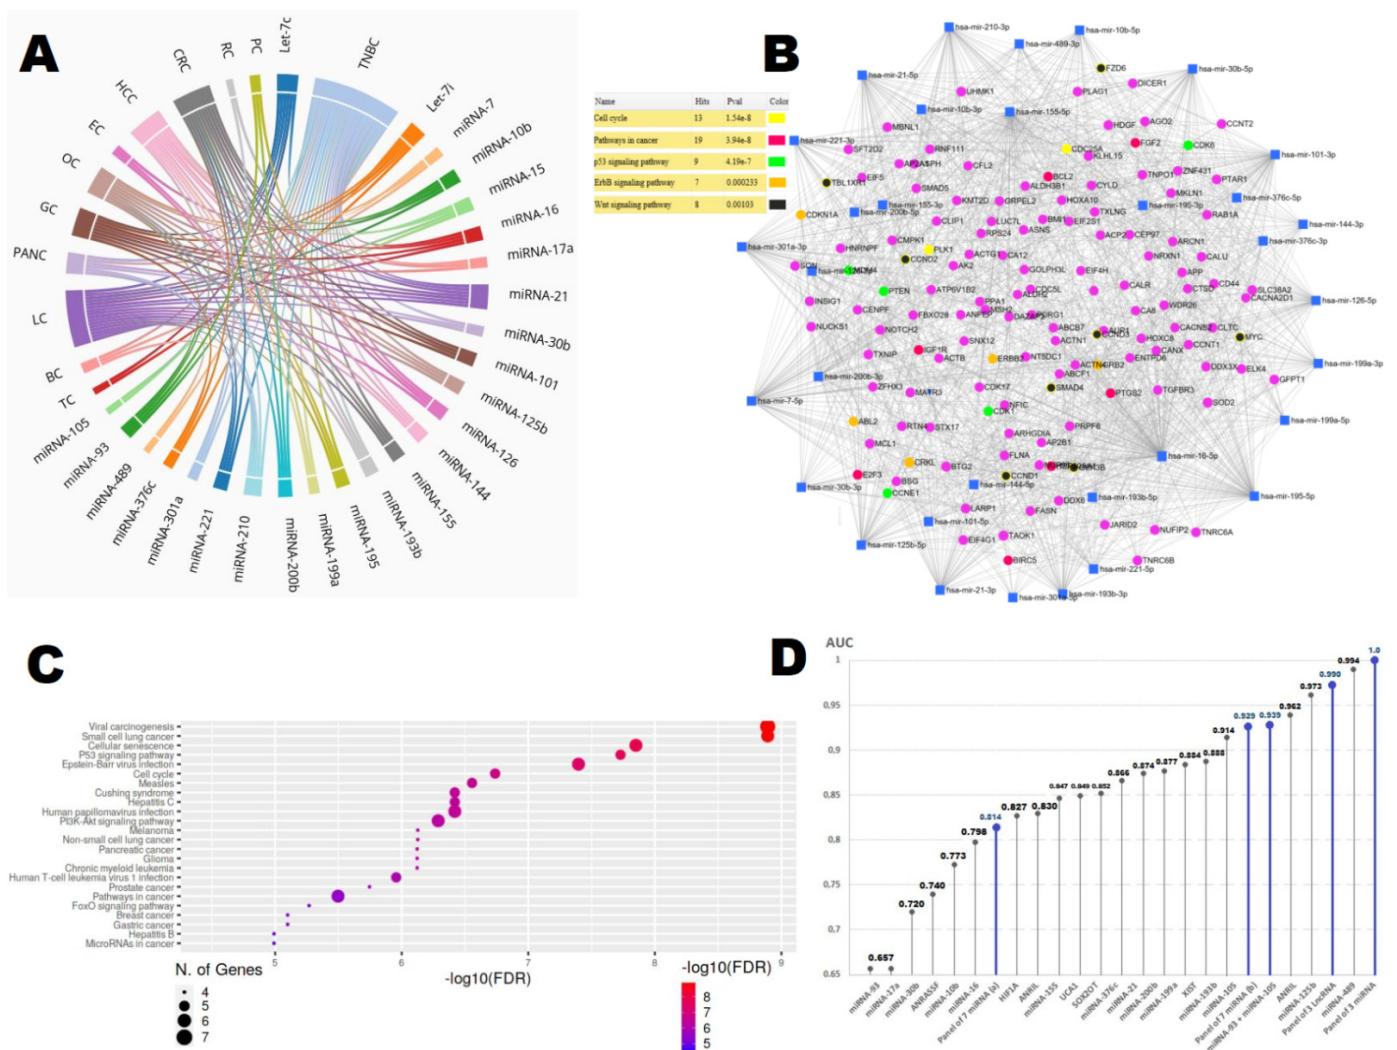 A
Let-7c
TNBC
Let-7i
miRNA-7
miRNA-10b
miRNA-15
miRNA-16
miRNA-17a
miRNA-21
miRNA-30b
miRNA-101
miRNA-125b
miRNA-126
miRNA-144
miRNA-155
miRNA-193b
miRNA-195
miRNA-199a
miRNA-200b
miRNA-210
miRNA-221
miRNA-301a
miRNA-376c
miRNA-489
miRNA-93
miRNA-105
TC
BC
LC
PANC
GC
OC
EC
HCC
CRC
RC
PC
B
Name Hits Pval Color
Cell cycle 13 1.54e-8
Pathways in cancer 19 3.94e-8
p53 signaling pathway 9 4.19e-7
ErbB signaling pathway 7 0.000233
Wnt signaling pathway 8 0.00103
hsa-mir-210-3p
hsa-mir-10b-5p
hsa-mir-489-3p
FZD6
hsa-mir-30b-5p
hsa-mir-21-5p
UHMK1
PLAG1
DICER1
hsa-mir-10b-3p
hsa-mir-155-5p
MBNL1
HDGF
AGO2
CCNT2
hsa-mir-221-3p
SFT2D2
RNF111
CDC25A
FGF2
CDK6
KLHL15
hsa-mir-101-3p
CFL2
EIF5
BCL2
TNPO1
ZNF431
PTAR1
TBL1XR1
SMAD5
ALDH3B1
CYLD
MKLN1
hsa-mir-376c-5p
hsa-mir-155-3p
KMT2D
GRPEL2
HOXA10
hsa-mir-195-3p
CDKN1A
hsa-mir-200b-5p
TXLNG
RAB1A
CLIP1
LUC7L
BMI1
EIF2S1
hsa-mir-144-3p
RPS24
ASNS
ACP2
CEP97
hsa-mir-301a-3p
HNRNPF
CMPK1
PLK1
ARCN1
hsa-mir-376c-3p
CCND2
ACTG1
CA12
NRXN1
CALU
SON
MDM4
AK2
GOLPH3L
EIF4H
APP
PTEN
ATP6V1B2
CDC5L
CALR
CTSD
CD44
SLC38A2
INSIG1
PPA1
ALDH2
CACNA2D1
hsa-mir-126-5p
CENPF
FBXO28
MSH2
CA8
WDR26
NUCKS1
NOTCH2
ABCB7
CCND3
CLTC
SNX12
ACTN1
HOXC8
CCNT1
MYC
TXNIP
IGF1R
ACTB
NT5DC1
ENTPD6
CANX
hsa-mir-199a-3p
hsa-mir-200b-3p
ABCF1
GRB2
DDX3X
ELK4
GFPT1
ZFHX3
MATR3
CDK17
SMAD4
PTGS2
TGFBR3
hsa-mir-7-5p
CDK1
NFIC
SOD2
ABL2
RTN4
STX17
ARHGDIA
PRPF8
hsa-mir-199a-5p
MCL1
AP2B1
CRKL
BTG2
FLNA
hsa-mir-16-5p
E2F3
BSG
CCND1
hsa-mir-30b-3p
CCNE1
hsa-mir-193b-5p
hsa-mir-195-5p
LARP1
FASN
DDX6
hsa-mir-101-5p
JARID2
NUFIP2
TNRC6A
hsa-mir-125b-5p
EIF4G1
TAOK1
BIRC5
TNRC6B
hsa-mir-221-5p
hsa-mir-21-3p
hsa-mir-193b-3p
C
Viral carcinogenesis
Small cell lung cancer
Cellular senescence
P53 signaling pathway
Epstein-Barr virus infection
Cell cycle
Measles
Cushing syndrome
Hepatitis C
Human papillomavirus infection
PI3K-Akt signaling pathway
Melanoma
Non-small cell lung cancer
Pancreatic cancer
Glioma
Chronic myeloid leukemia
Human T-cell leukemia virus 1 infection
Prostate cancer
Pathways in cancer
FoxO signaling pathway
Breast cancer
Gastric cancer
Hepatitis B
MicroRNAs in cancer
5 6 7 8 9
-log10(FDR)
N. of Genes
4
5
6
7
-log10(FDR)
8
7
6
5
D
AUC
1
0.95
0.9
0.85
0.8
0.75
0.7
0.65
0.657
0.720
0.740
0.773
0.798
0.814
0.827
0.830
0.847
0.849
0.852
0.866
0.874
0.877
0.884
0.888
0.914
0.929
0.939
0.962
0.973
0.990
0.994
1.0
miRNA-93
miRNA-17a
miRNA-30b
ANRASSF
miRNA-10b
miRNA-16
Panel of 7 miRNA (a)
HIF1A
ANRIL
miRNA-155
UCA1
SOX2OT
miRNA-376c
miRNA-21
miRNA-200b
miRNA-199a
XIST
miRNA-193b
miRNA-105
Panel of 7 miRNA (b)
miRNA-93 + miRNA-105
ANRIL
miRNA-125b
Panel of 3 LncRNA
miRNA-489
Panel of 3 miRNA